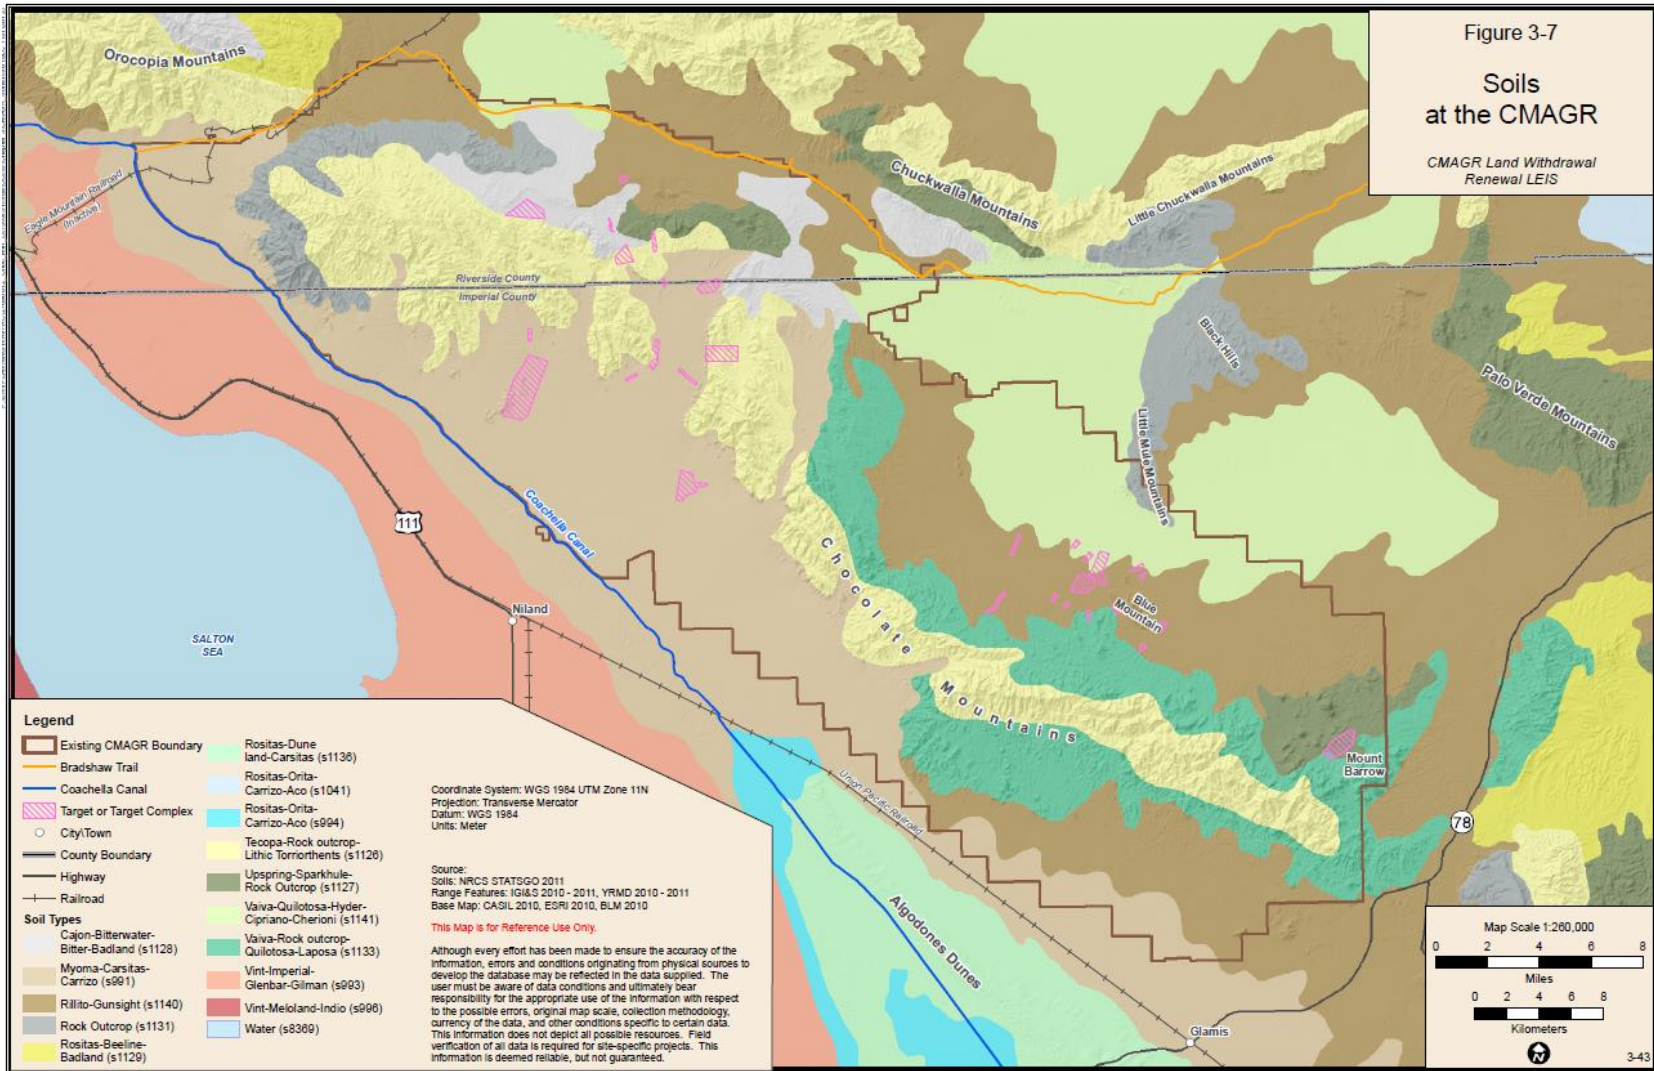 Figure 3-7
Soils
at the CMAGR
CMAGR Land Withdrawal
Renewal LEIS
Orocopia Mountains
Eagle Mountain Railroad
(Inactive)
Riverside County
Imperial County
Chuckwalla Mountains
Little Chuckwalla Mountains
Black Hills
Palo Verde Mountains
Little Mule Mountains
111
Coachella Canal
Chocolate
Mountains
Blue
Mountain
Niland
SALTON
SEA
Mount
Barrow
78
Union Pacific Railroad
Algodones Dunes
Glamis
Legend
Existing CMAGR Boundary
Bradshaw Trail
Coachella Canal
Target or Target Complex
City\Town
County Boundary
Highway
Railroad
Soil Types
Cajon-Bitterwater-
Bitter-Badland (s1128)
Myoma-Carsitas-
Carrizo (s991)
Rillito-Gunsight (s1140)
Rock Outcrop (s1131)
Rositas-Beeline-
Badland (s1129)
Rositas-Dune
land-Carsitas (s1136)
Rositas-Orita-
Carrizo-Aco (s1041)
Rositas-Orita-
Carrizo-Aco (s994)
Tecopa-Rock outcrop-
Lithic Torriorthents (s1126)
Upspring-Sparkhule-
Rock Outcrop (s1127)
Vaiva-Quilotosa-Hyder-
Cipriano-Cherioni (s1141)
Vaiva-Rock outcrop-
Quilotosa-Laposa (s1133)
Vint-Imperial-
Glenbar-Gilman (s993)
Vint-Meloland-Indio (s996)
Water (s8369)
Coordinate System: WGS 1984 UTM Zone 11N
Projection: Transverse Mercator
Datum: WGS 1984
Units: Meter
Source:
Soils: NRCS STATSGO 2011
Range Features: IGI&S 2010 - 2011, YRMD 2010 - 2011
Base Map: CASIL 2010, ESRI 2010, BLM 2010
This Map is for Reference Use Only.
Although every effort has been made to ensure the accuracy of the
information, errors and conditions originating from physical sources to
develop the database may be reflected in the data supplied. The
user must be aware of data conditions and ultimately bear
responsibility for the appropriate use of the information with respect
to the possible errors, original map scale, collection methodology,
currency of the data, and other conditions specific to certain data.
This information does not depict all possible resources. Field
verification of all data is required for site-specific projects. This
information is deemed reliable, but not guaranteed.
Map Scale 1:260,000
0 2 4 6 8
Miles
0 2 4 6 8
Kilometers
N
3-43